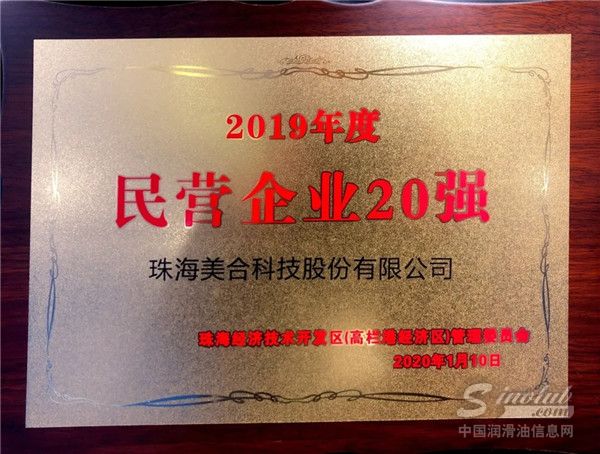 2019年度
民营企业20强
珠海美合科技股份有限公司
珠海经济技术开发区(高栏港经济区)管理委员会
2020年1月10日
Sinolub
.com
中国润滑油信息网